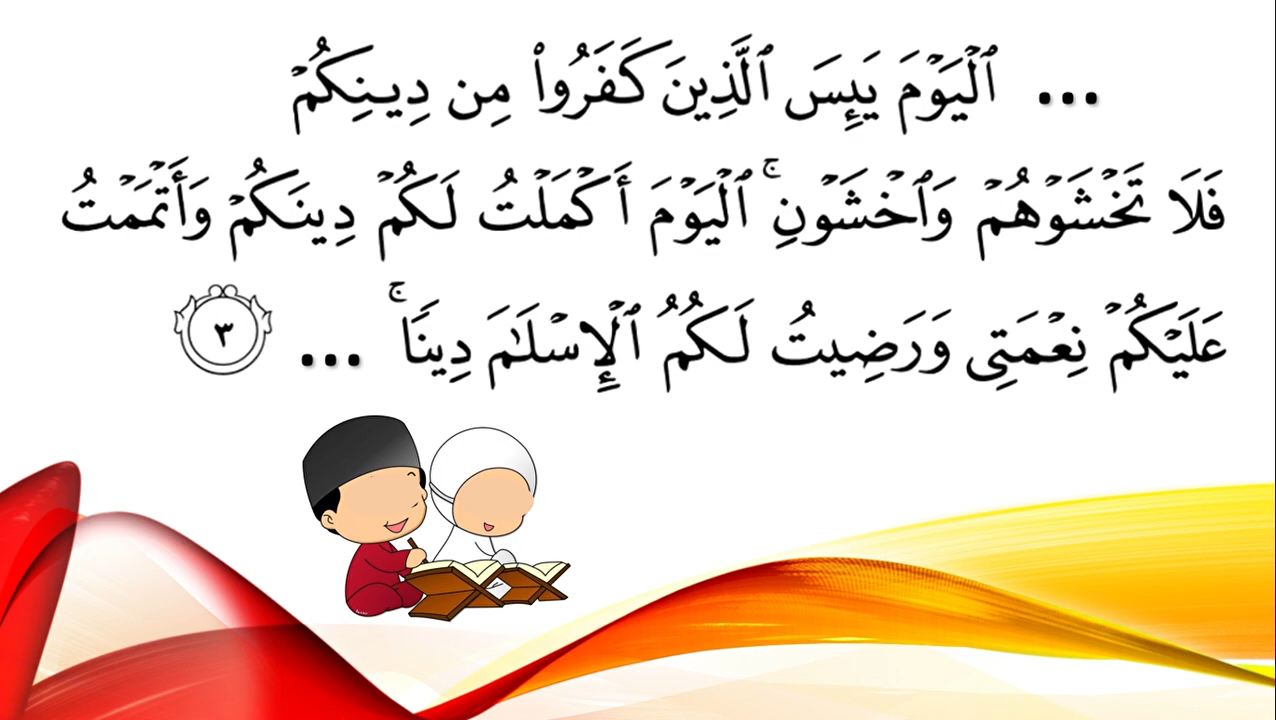 ... ٱلْيَوْمَ يَئِسَ ٱلَّذِينَ كَفَرُوا۟ مِن دِينِكُمْ
فَلَا تَخْشَوْهُمْ وَٱخْشَوْنِ ۚ ٱلْيَوْمَ أَكْمَلْتُ لَكُمْ دِينَكُمْ وَأَتْمَمْتُ
عَلَيْكُمْ نِعْمَتِى وَرَضِيتُ لَكُمُ ٱلْإِسْلَٰمَ دِينًا ۚ ... ٣